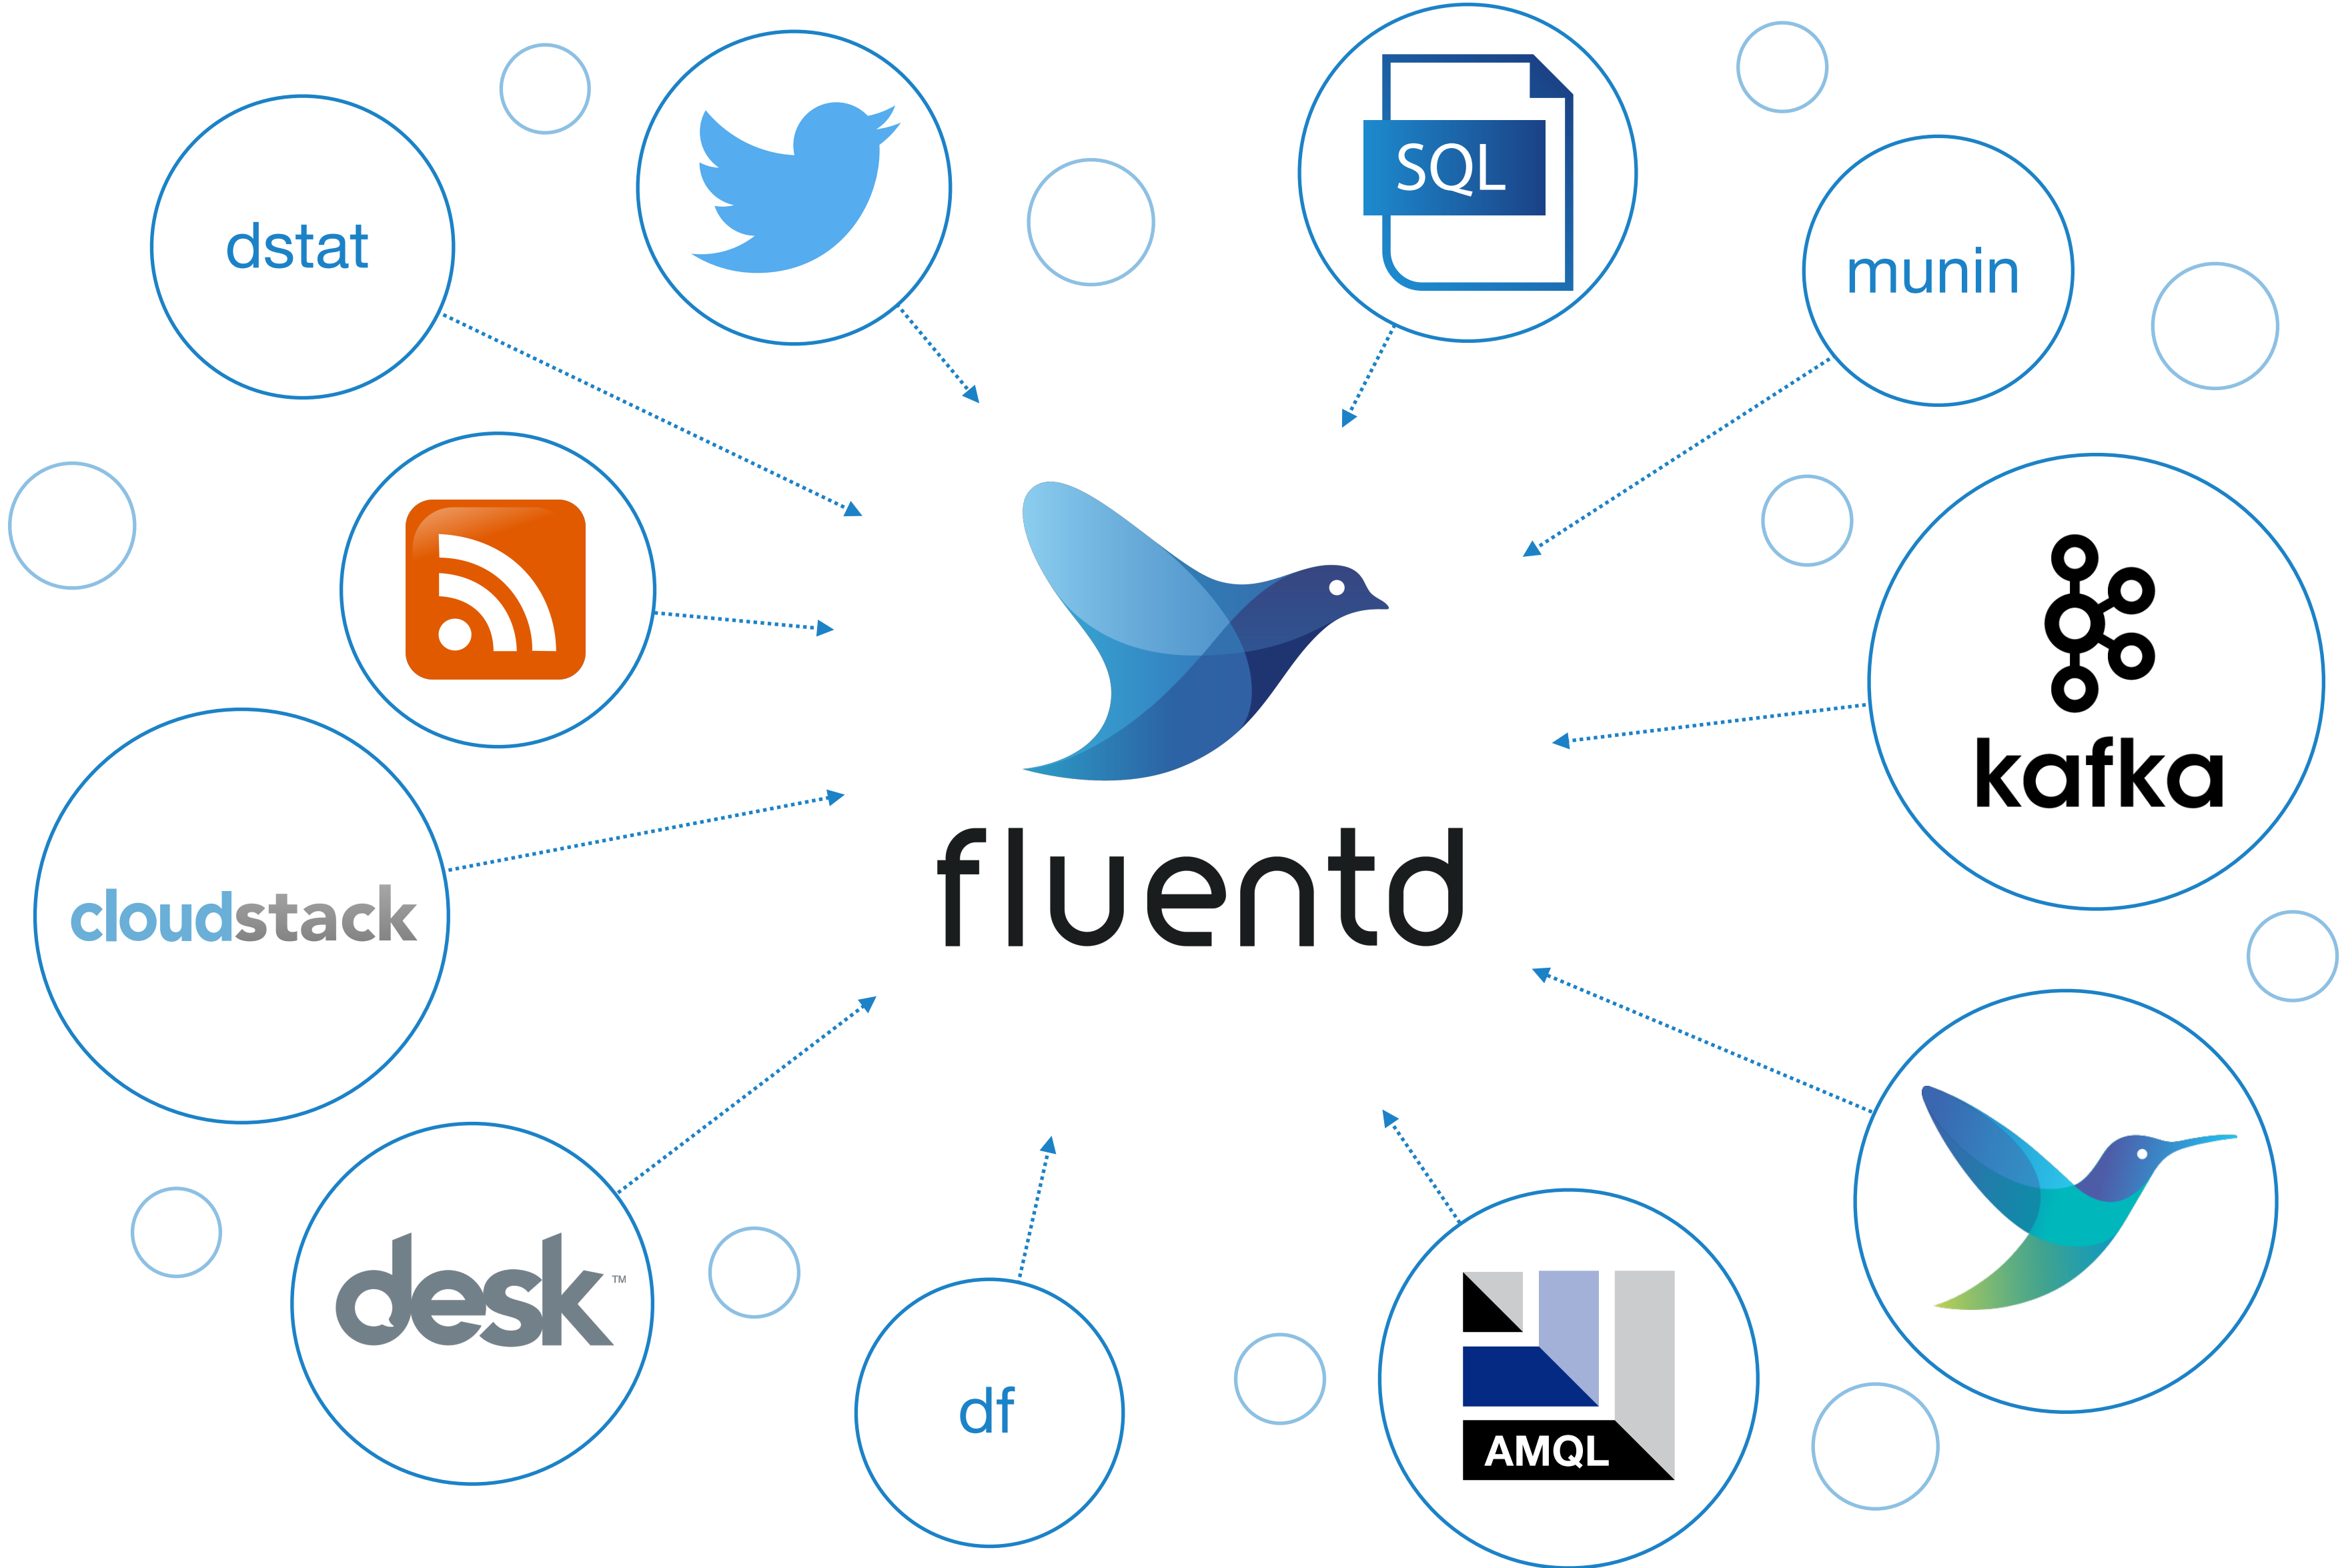 dstat
SQL
munin
kafka
fluentd
cloudstack
desk™
df
AMQL